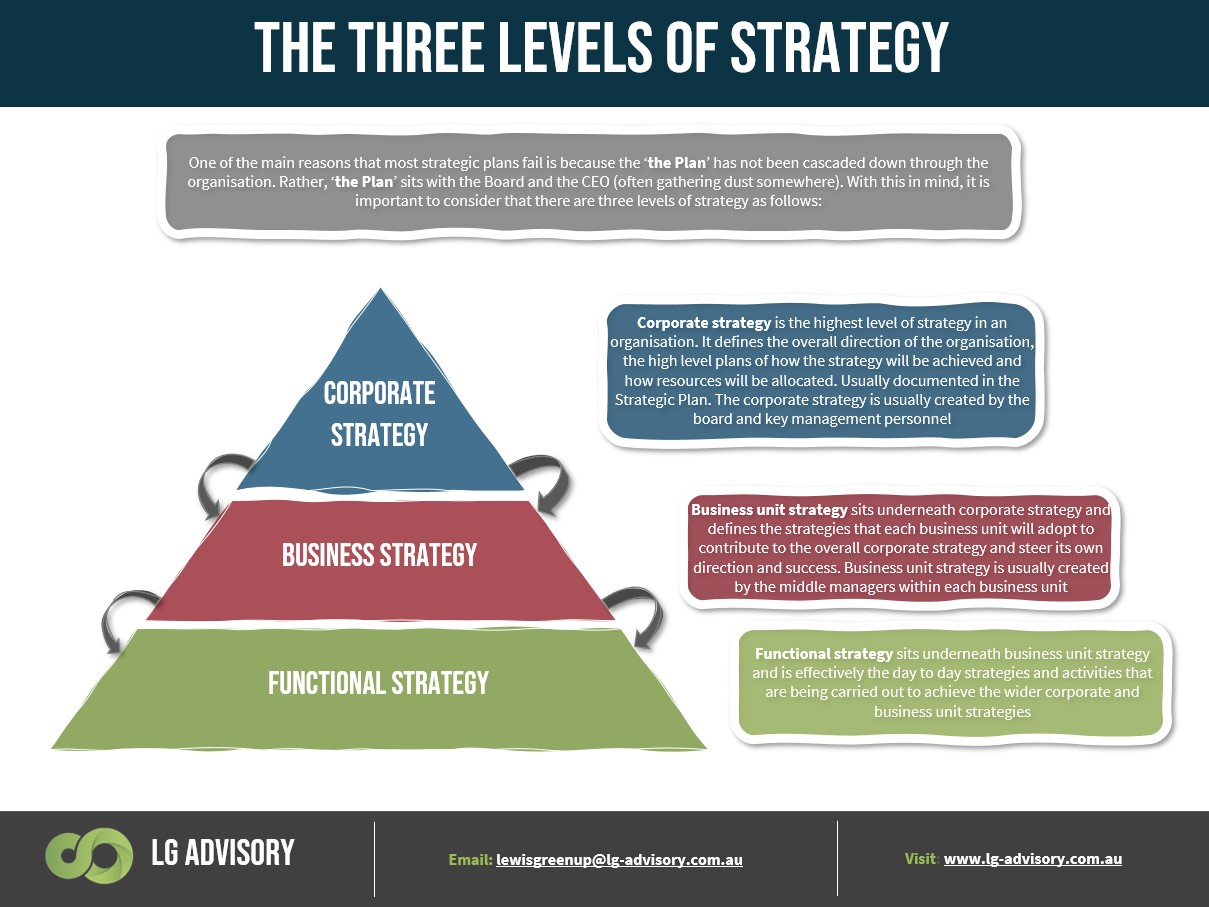 THE THREE LEVELS OF STRATEGY
One of the main reasons that most strategic plans fail is because the ‘the Plan’ has not been cascaded down through the
organisation. Rather, ‘the Plan’ sits with the Board and the CEO (often gathering dust somewhere). With this in mind, it is
important to consider that there are three levels of strategy as follows:
CORPORATE
STRATEGY
Corporate strategy is the highest level of strategy in an
organisation. It defines the overall direction of the organisation,
the high level plans of how the strategy will be achieved and
how resources will be allocated. Usually documented in the
Strategic Plan. The corporate strategy is usually created by the
board and key management personnel
BUSINESS STRATEGY
Business unit strategy sits underneath corporate strategy and
defines the strategies that each business unit will adopt to
contribute to the overall corporate strategy and steer its own
direction and success. Business unit strategy is usually created
by the middle managers within each business unit
FUNCTIONAL STRATEGY
Functional strategy sits underneath business unit strategy
and is effectively the day to day strategies and activities that
are being carried out to achieve the wider corporate and
business unit strategies
LG ADVISORY
Email: lewisgreenup@lg-advisory.com.au
Visit: www.lg-advisory.com.au